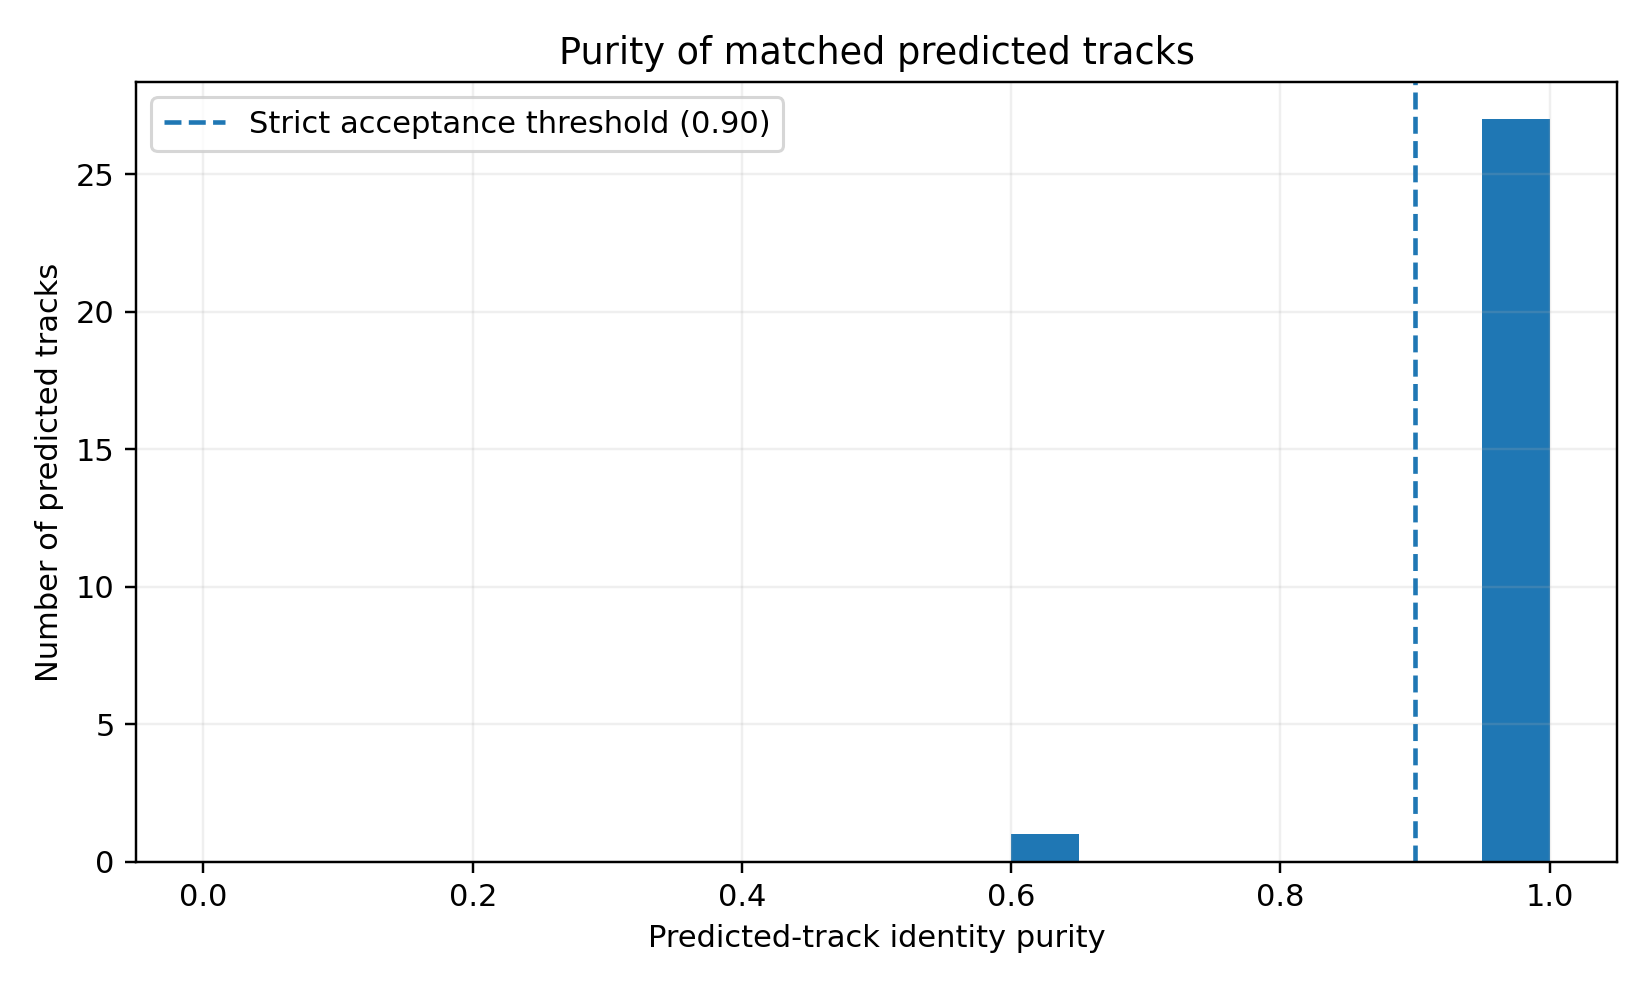 Purity of matched predicted tracks
Strict acceptance threshold (0.90)
Number of predicted tracks
25
20
15
10
5
0
0.0 0.2 0.4 0.6 0.8 1.0
Predicted-track identity purity